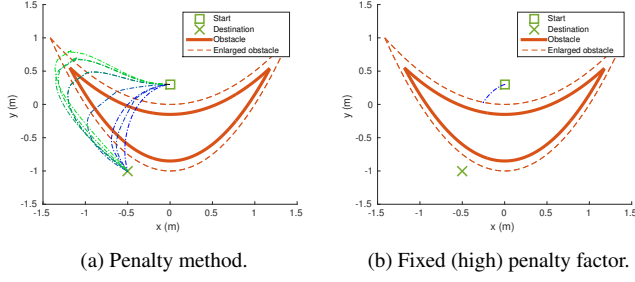 Start
Destination
Obstacle
Enlarged obstacle
y (m)
1.5
1
0.5
0
-0.5
-1
-1.5
-1.5 -1 -0.5 0 0.5 1 1.5
x (m)
(a) Penalty method.
Start
Destination
Obstacle
Enlarged obstacle
y (m)
1.5
1
0.5
0
-0.5
-1
-1.5
-1.5 -1 -0.5 0 0.5 1 1.5
x (m)
(b) Fixed (high) penalty factor.